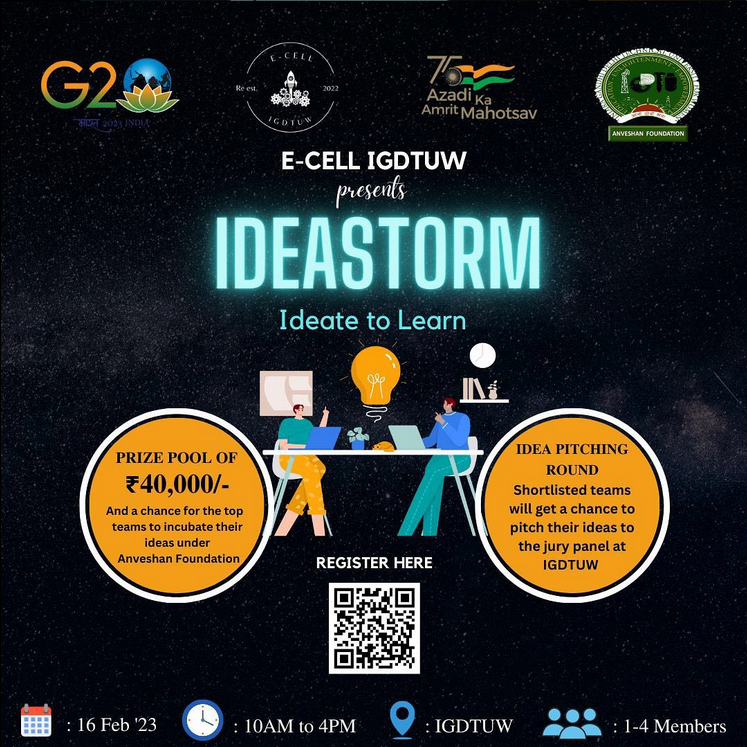 G20
भारत 2023 INDIA
E-CELL
Re est. 2022
IGDTUW
75
Azadi Ka
Amrit Mahotsav
ANVESHAN FOUNDATION
E-CELL IGDTUW
presents
IDEASTORM
Ideate to Learn
PRIZE POOL OF
₹40,000/-
And a chance for the top
teams to incubate their
ideas under
Anveshan Foundation
IDEA PITCHING
ROUND
Shortlisted teams
will get a chance to
pitch their ideas to
the jury panel at
IGDTUW
REGISTER HERE
: 16 Feb '23
: 10AM to 4PM
: IGDTUW
: 1-4 Members